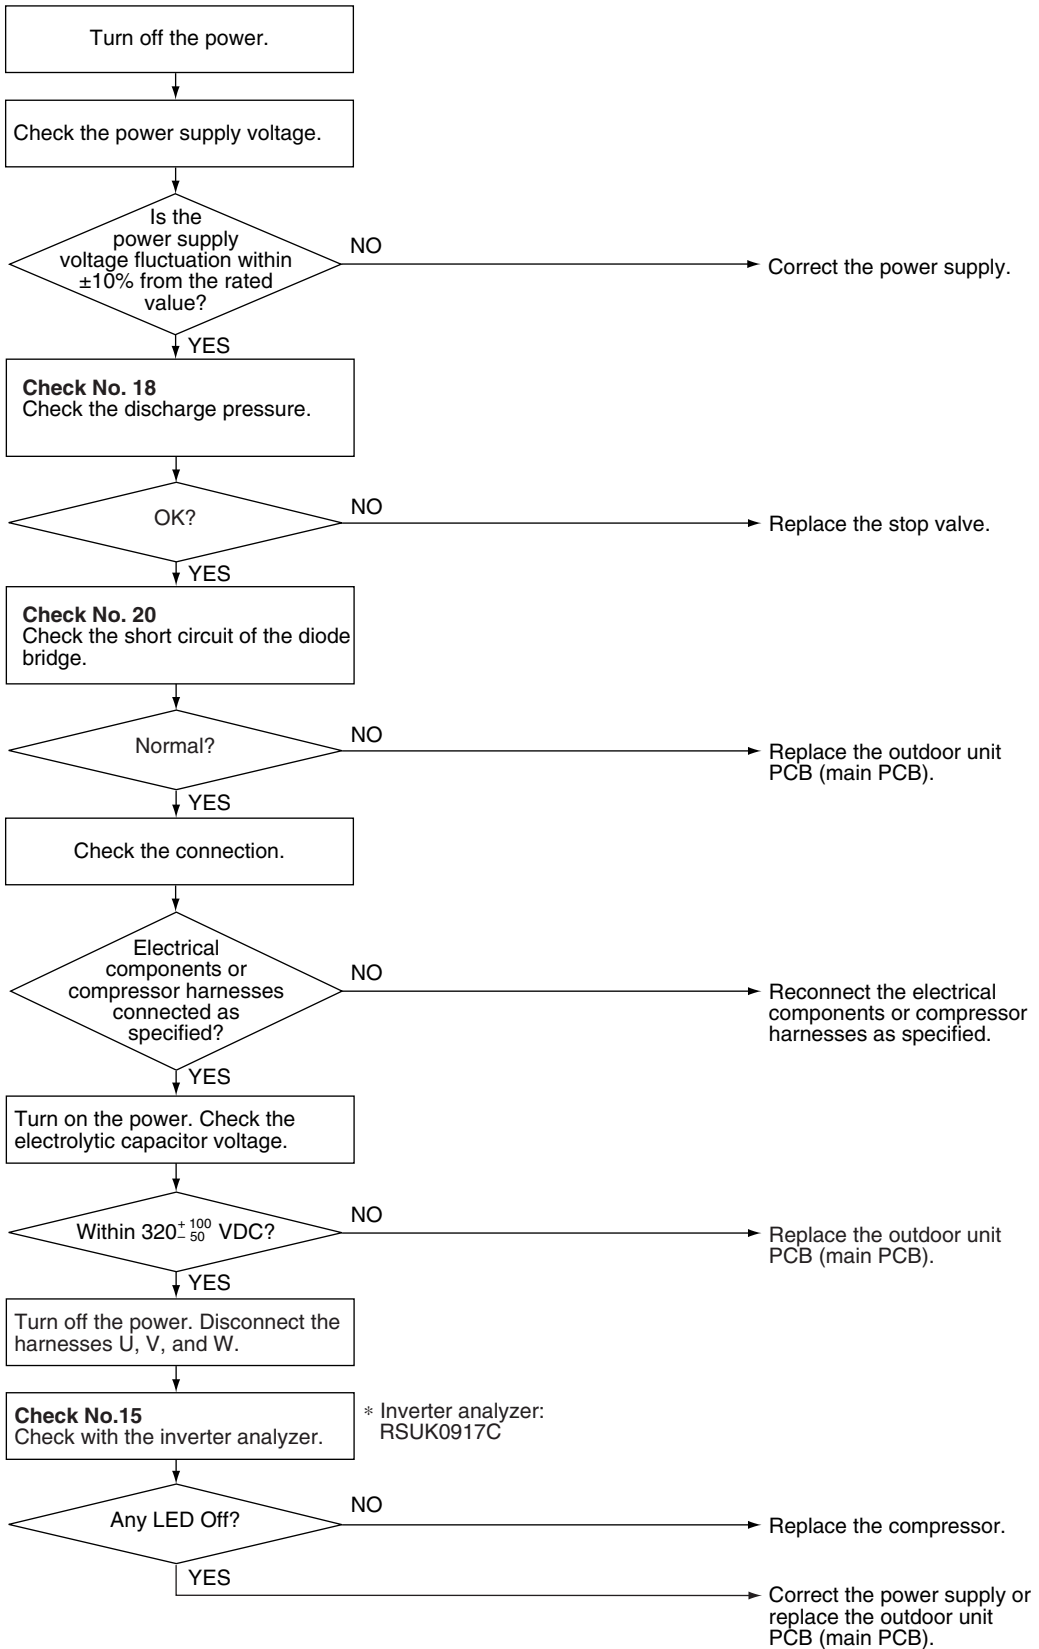 Turn off the power.
Check the power supply voltage.
Is the
power supply
voltage fluctuation within
±10% from the rated
value?
NO
Correct the power supply.
YES
Check No. 18
Check the discharge pressure.
OK?
NO
Replace the stop valve.
YES
Check No. 20
Check the short circuit of the diode
bridge.
Normal?
NO
Replace the outdoor unit
PCB (main PCB).
YES
Check the connection.
Electrical
components or
compressor harnesses
connected as
specified?
NO
Reconnect the electrical
components or compressor
harnesses as specified.
YES
Turn on the power. Check the
electrolytic capacitor voltage.
Within 320 + 100 − 50 VDC?
NO
Replace the outdoor unit
PCB (main PCB).
YES
Turn off the power. Disconnect the
harnesses U, V, and W.
Check No.15
Check with the inverter analyzer.
* Inverter analyzer:
RSUK0917C
Any LED Off?
NO
Replace the compressor.
YES
Correct the power supply or
replace the outdoor unit
PCB (main PCB).